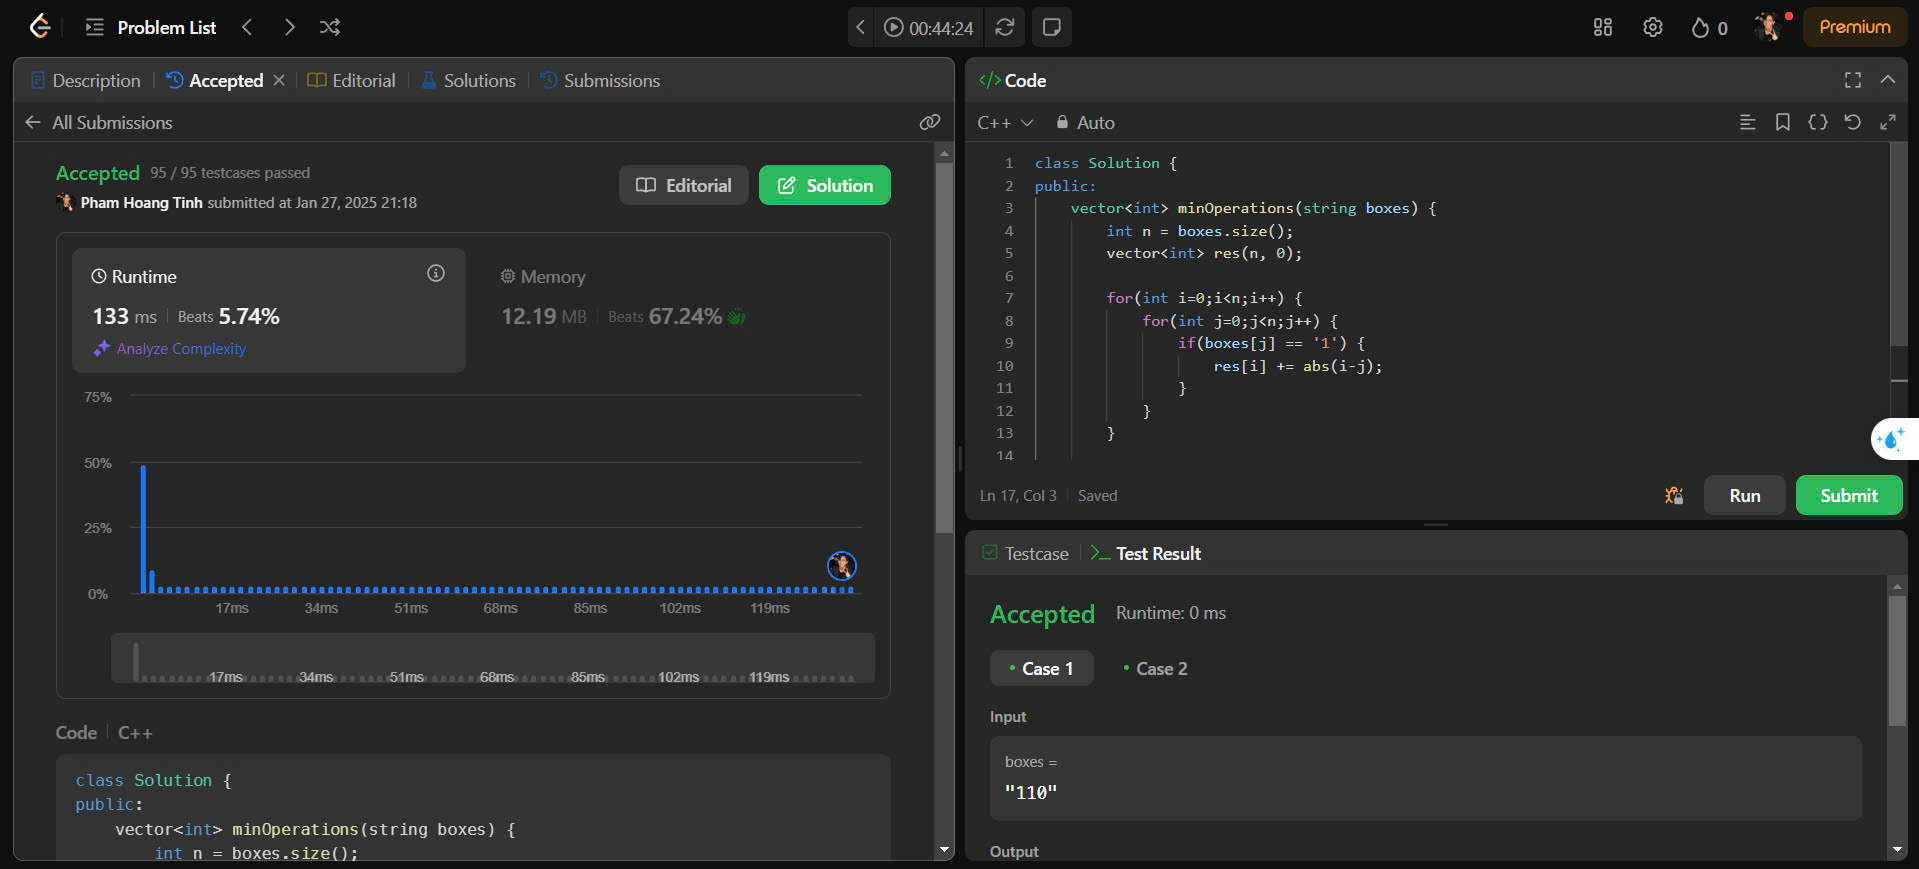 Problem List
00:44:24
0
Premium
Description
Accepted
Editorial
Solutions
Submissions
All Submissions
Accepted 95 / 95 testcases passed
Pham Hoang Tinh submitted at Jan 27, 2025 21:18
Editorial
Solution
Runtime
133 ms Beats 5.74%
Analyze Complexity
Memory
12.19 MB Beats 67.24%
75%
50%
25%
0%
17ms 34ms 51ms 68ms 85ms 102ms 119ms
17ms 34ms 51ms 68ms 85ms 102ms 119ms
Code C++
class Solution {
public:
    vector<int> minOperations(string boxes) {
        int n = boxes.size();
</> Code
C++ Auto
1 class Solution {
2 public:
3     vector<int> minOperations(string boxes) {
4         int n = boxes.size();
5         vector<int> res(n, 0);
6
7         for(int i=0;i<n;i++) {
8             for(int j=0;j<n;j++) {
9                 if(boxes[j] == '1') {
10                     res[i] += abs(i-j);
11                 }
12             }
13         }
14
Ln 17, Col 3 Saved
Run
Submit
Testcase
Test Result
Accepted Runtime: 0 ms
• Case 1 • Case 2
Input
boxes =
"110"
Output